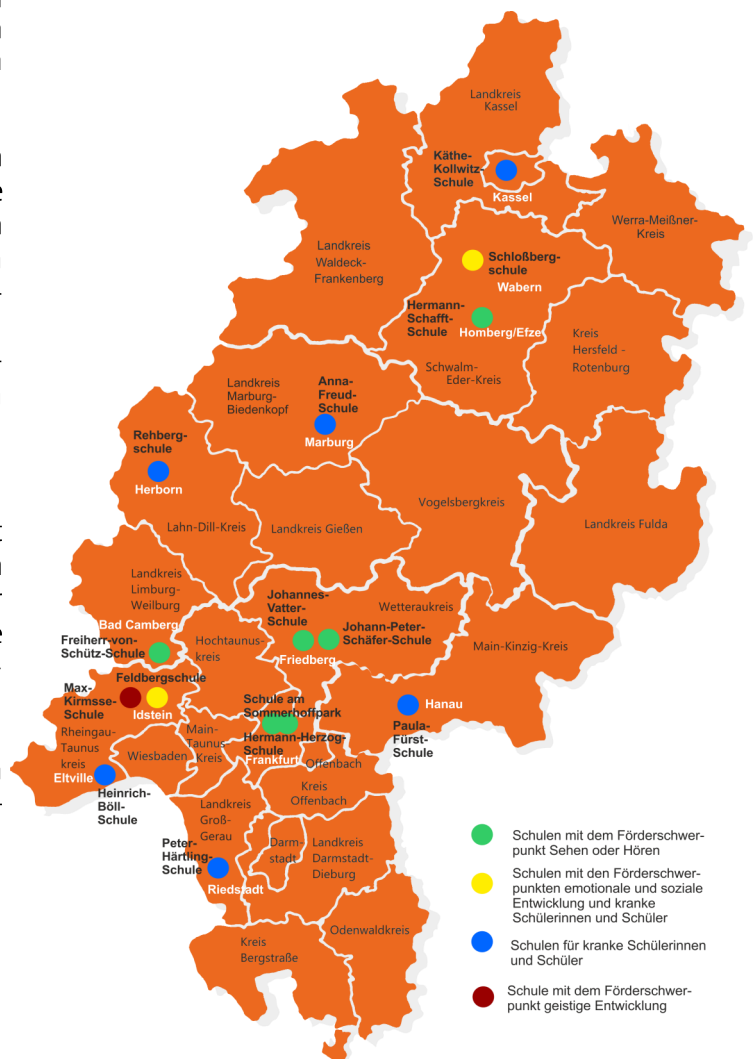 Landkreis
Kassel
Käthe-
Kollwitz-
Schule
Kassel
Werra-Meißner-
Kreis
Landkreis
Waldeck-
Frankenberg
Schloßberg-
schule
Wabern
Hermann-
Schafft-
Schule
Homberg/Efze
Kreis
Hersfeld -
Rotenburg
Schwalm-
Eder-Kreis
Landkreis
Marburg-
Biedenkopf
Anna-
Freud-
Schule
Marburg
Rehberg-
schule
Herborn
Lahn-Dill-Kreis
Landkreis Gießen
Vogelsbergkreis
Landkreis Fulda
Landkreis
Limburg-
Weilburg
Bad Camberg
Freiherr-von-
Schütz-Schule
Hochtaunus-
kreis
Johannes-
Vatter-
Schule
Wetteraukreis
Johann-Peter-
Schäfer-Schule
Friedberg
Main-Kinzig-Kreis
Feldbergschule
Max-
Kirmsse-
Schule
Idstein
Schule am
Sommerhoffpark
Hermann-Herzog-
Schule
Frankfurt
Hanau
Paula-
Fürst-
Schule
Rheingau-
Taunus
kreis
Wiesbaden
Main-
Taunus-
Kreis
Offenbach
Kreis
Offenbach
Eltville
Heinrich-
Böll-
Schule
Landkreis
Groß-
Gerau
Peter-
Härtling-
Schule
Riedstadt
Darm-
stadt
Landkreis
Darmstadt-
Dieburg
Odenwaldkreis
Kreis
Bergstraße
Schulen mit dem Förderschwer-
punkt Sehen oder Hören
Schulen mit den Förderschwer-
punkten emotionale und soziale
Entwicklung und kranke
Schülerinnen und Schüler
Schulen für kranke Schülerinnen
und Schüler
Schule mit dem Förderschwer-
punkt geistige Entwicklung